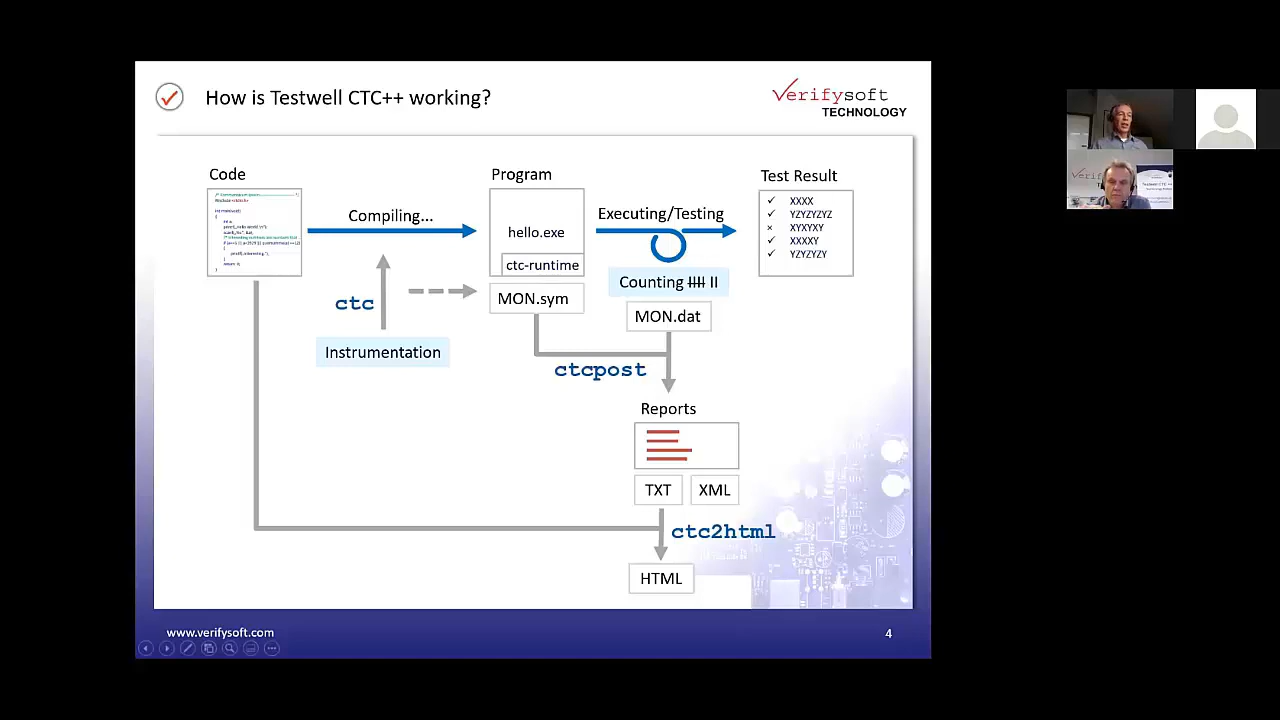 How is Testwell CTC++ working?
Verifysoft
TECHNOLOGY
Code
Compiling...
ctc
Instrumentation
Program
hello.exe
ctc-runtime
MON.sym
Executing/Testing
Counting
MON.dat
Test Result
XXXX
YZYZYZYZ
XYXYXY
XXXXY
YZYZYZY
ctcpost
Reports
TXT
XML
ctc2html
HTML
www.verifysoft.com
4